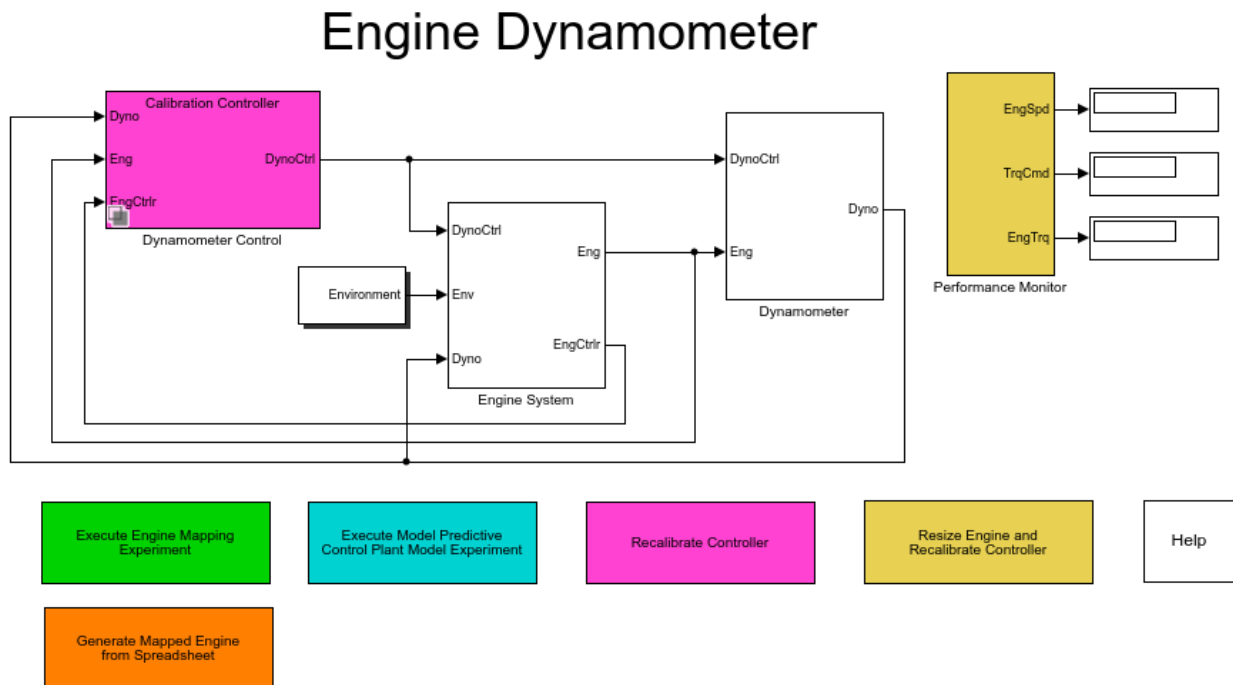 Engine Dynamometer
Calibration Controller
Dyno
Eng
EngCtrlr
DynoCtrl
Dynamometer Control
Environment
DynoCtrl
Env
Dyno
Eng
EngCtrlr
Engine System
DynoCtrl
Eng
Dyno
Dynamometer
EngSpd
TrqCmd
EngTrq
Performance Monitor
Execute Engine Mapping
Experiment
Execute Model Predictive
Control Plant Model Experiment
Recalibrate Controller
Resize Engine and
Recalibrate Controller
Help
Generate Mapped Engine
from Spreadsheet